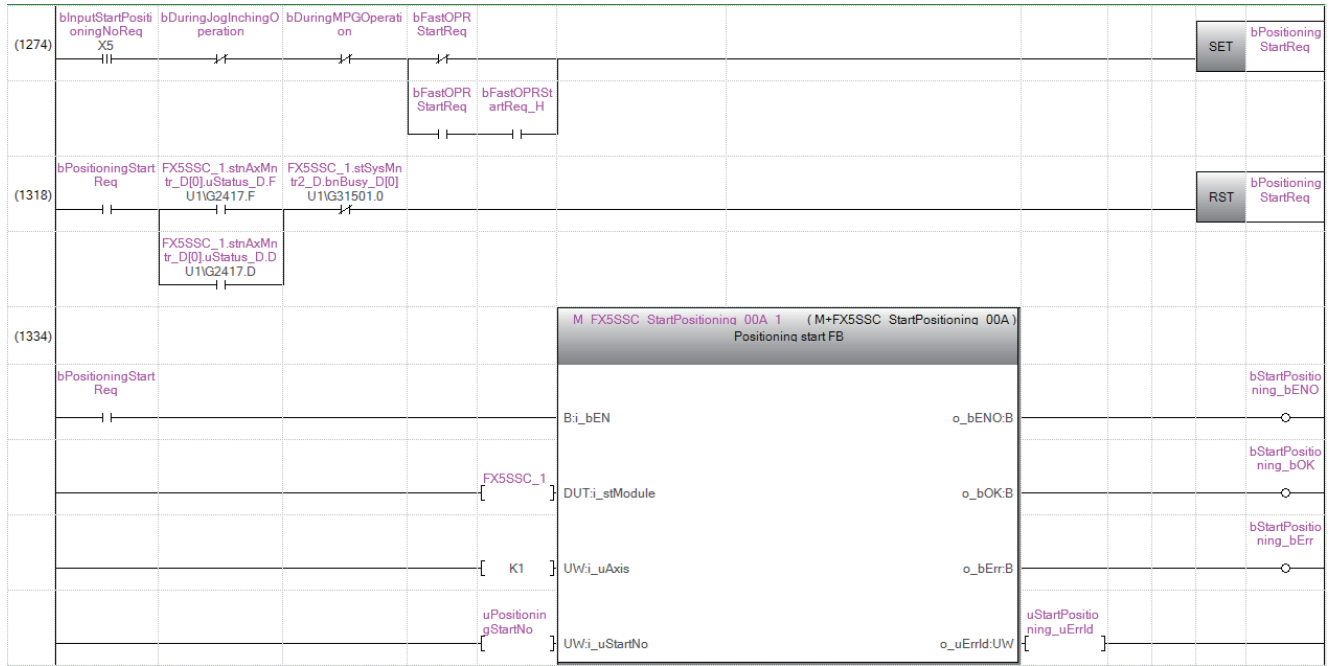 bInputStartPositi
oningNoReq
X5
bDuringJogInchingO
peration
bDuringMPGOperati
on
bFastOPR
StartReq
(1274)
SET
bPositioning
StartReq
bFastOPR
StartReq
bFastOPRSt
artReq_H
bPositioningStart
Req
FX5SSC_1.stnAxMn
tr_D[0].uStatus_D.F
U1\G2417.F
FX5SSC_1.stSysMn
tr2_D.bnBusy_D[0]
U1\G31501.0
(1318)
RST
bPositioning
StartReq
FX5SSC_1.stnAxMn
tr_D[0].uStatus_D.D
U1\G2417.D
(1334)
M_FX5SSC_StartPositioning_00A_1 (M+FX5SSC_StartPositioning_00A)
Positioning start FB
bPositioningStart
Req
B:i_bEN
o_bENO:B
bStartPositio
ning_bENO
FX5SSC_1
DUT:i_stModule
o_bOK:B
bStartPositio
ning_bOK
K1
UW:i_uAxis
o_bErr:B
bStartPositio
ning_bErr
uPositionin
gStartNo
UW:i_uStartNo
o_uErrId:UW
uStartPositio
ning_uErrId